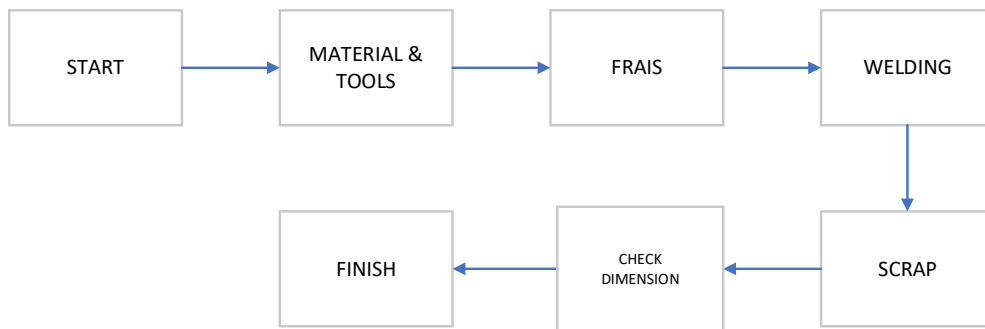 START
MATERIAL &
TOOLS
FRAIS
WELDING
SCRAP
CHECK
DIMENSION
FINISH